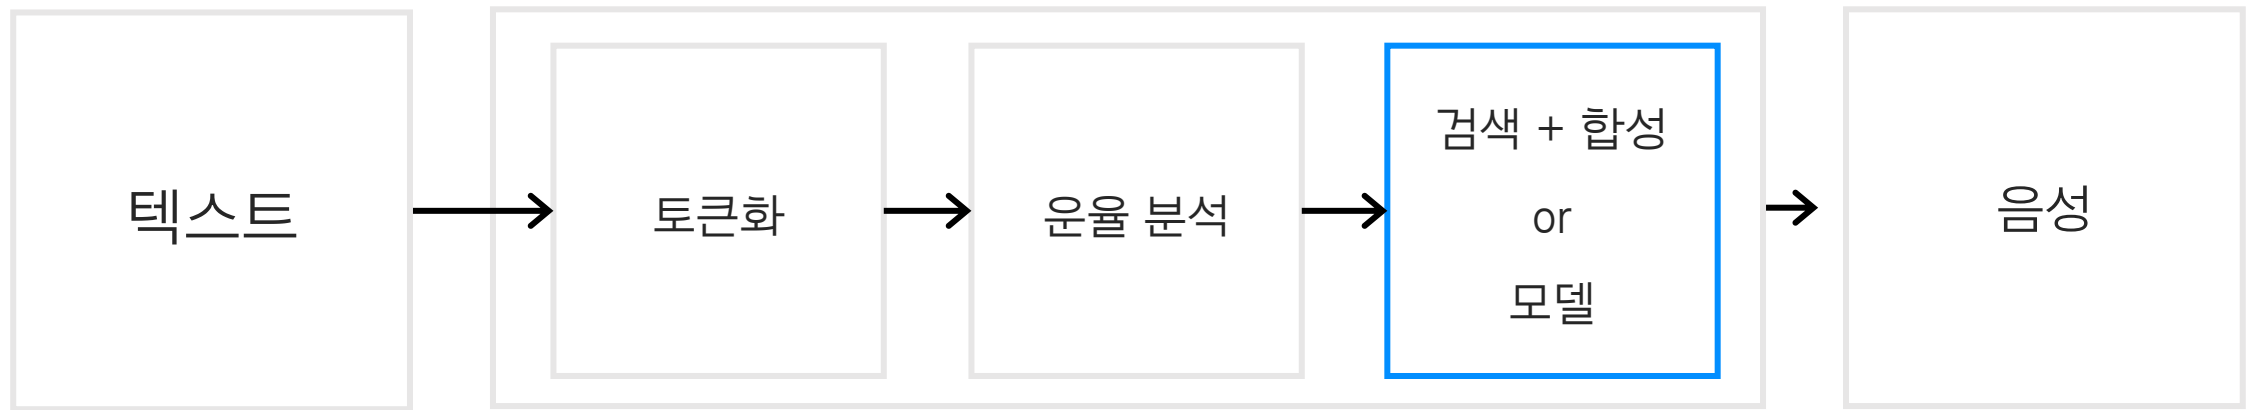 텍스트
토큰화
운율 분석
검색 + 합성
or
모델
음성